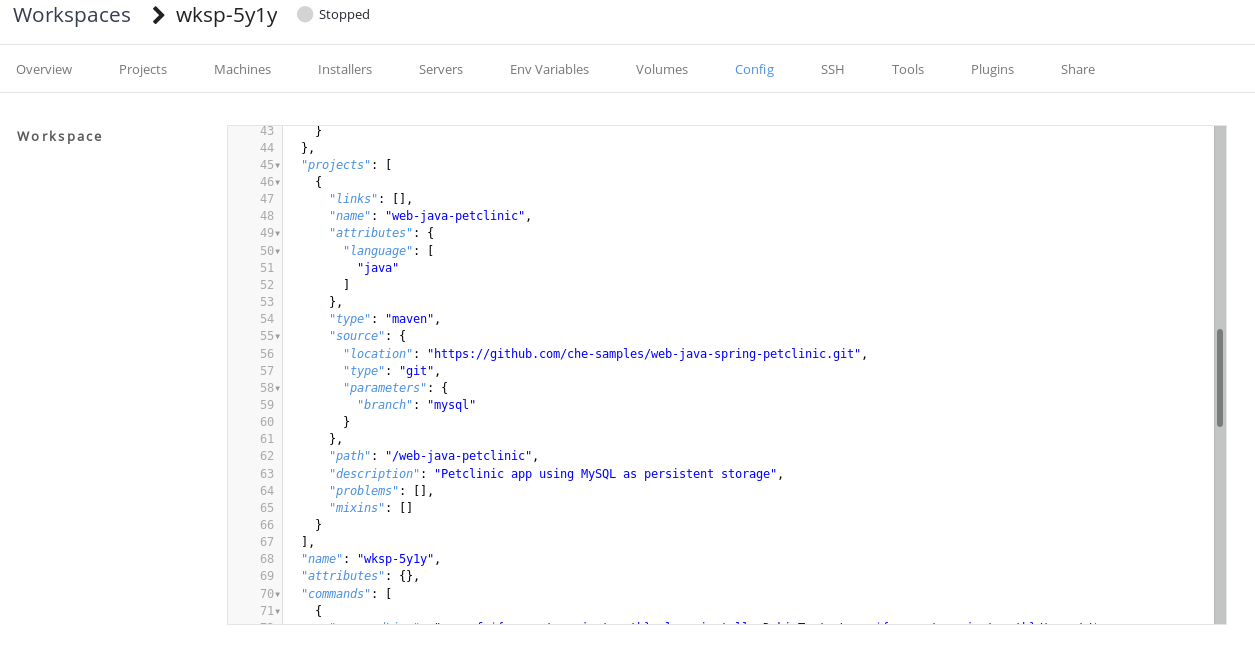 Workspaces > wksp-5y1y Stopped
Overview Projects Machines Installers Servers Env Variables Volumes Config SSH Tools Plugins Share
Workspace
43 }
44 },
45 "projects": [
46 {
47 "links": [],
48 "name": "web-java-petclinic",
49 "attributes": {
50 "language": [
51 "java"
52 ]
53 },
54 "type": "maven",
55 "source": {
56 "location": "https://github.com/che-samples/web-java-spring-petclinic.git",
57 "type": "git",
58 "parameters": {
59 "branch": "mysql"
60 }
61 },
62 "path": "/web-java-petclinic",
63 "description": "Petclinic app using MySQL as persistent storage",
64 "problems": [],
65 "mixins": []
66 }
67 ],
68 "name": "wksp-5y1y",
69 "attributes": {},
70 "commands": [
71 {